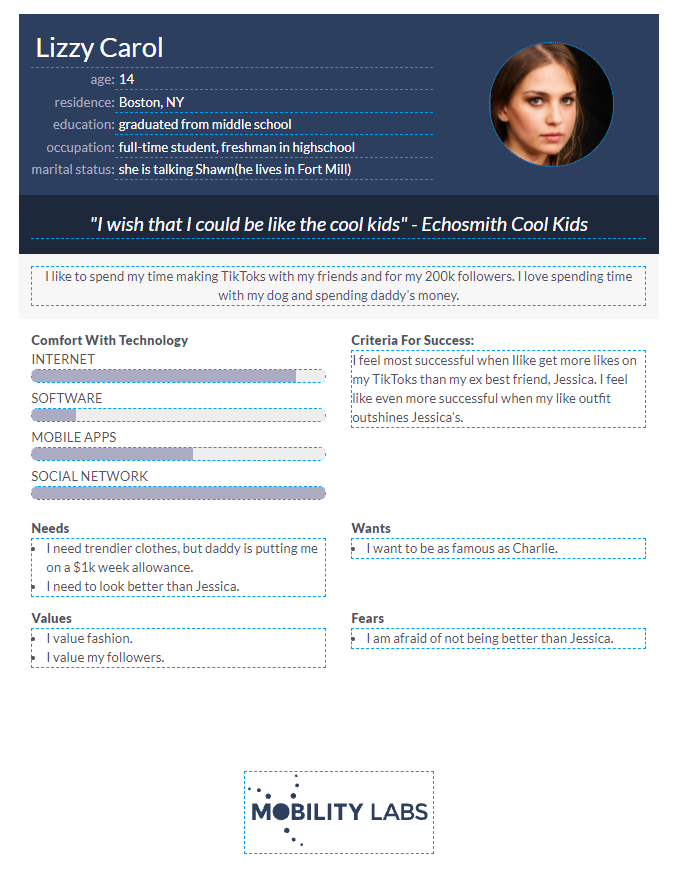 Lizzy Carol
age: 14
residence: Boston, NY
education: graduated from middle school
occupation: full-time student, freshman in highschool
marital status: she is talking Shawn(he lives in Fort Mill)
"I wish that I could be like the cool kids" - Echosmith Cool Kids
I like to spend my time making TikToks with my friends and for my 200k followers. I love spending time
with my dog and spending daddy's money.
Comfort With Technology
INTERNET
SOFTWARE
MOBILE APPS
SOCIAL NETWORK
Criteria For Success:
I feel most successful when Ilike get more likes on
my TikToks than my ex best friend, Jessica. I feel
like even more successful when my like outfit
outshines Jessica's.
Needs
• I need trendier clothes, but daddy is putting me
on a $1k week allowance.
• I need to look better than Jessica.
Wants
• I want to be as famous as Charlie.
Values
• I value fashion.
• I value my followers.
Fears
• I am afraid of not being better than Jessica.
MOBILITY LABS